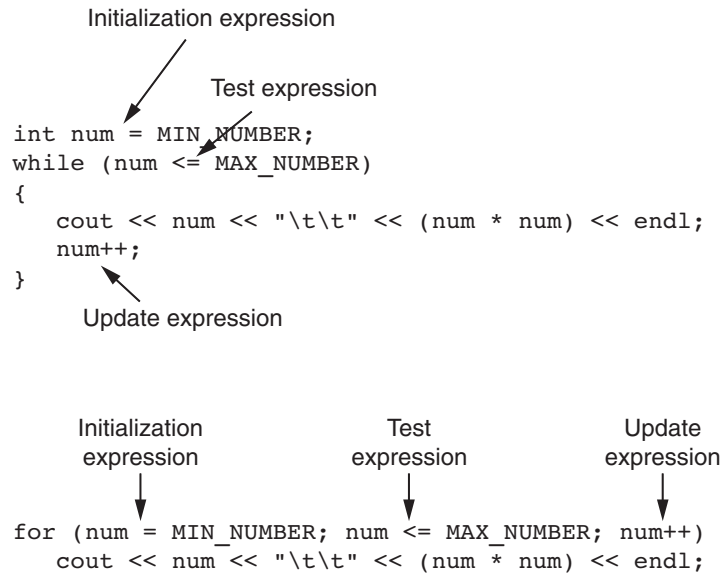 Initialization expression
Test expression
int num = MIN_NUMBER;
while (num <= MAX_NUMBER)
{
   cout << num << "\t\t" << (num * num) << endl;
   num++;
}
Update expression
Initialization expression
Test expression
Update expression
for (num = MIN_NUMBER; num <= MAX_NUMBER; num++)
   cout << num << "\t\t" << (num * num) << endl;